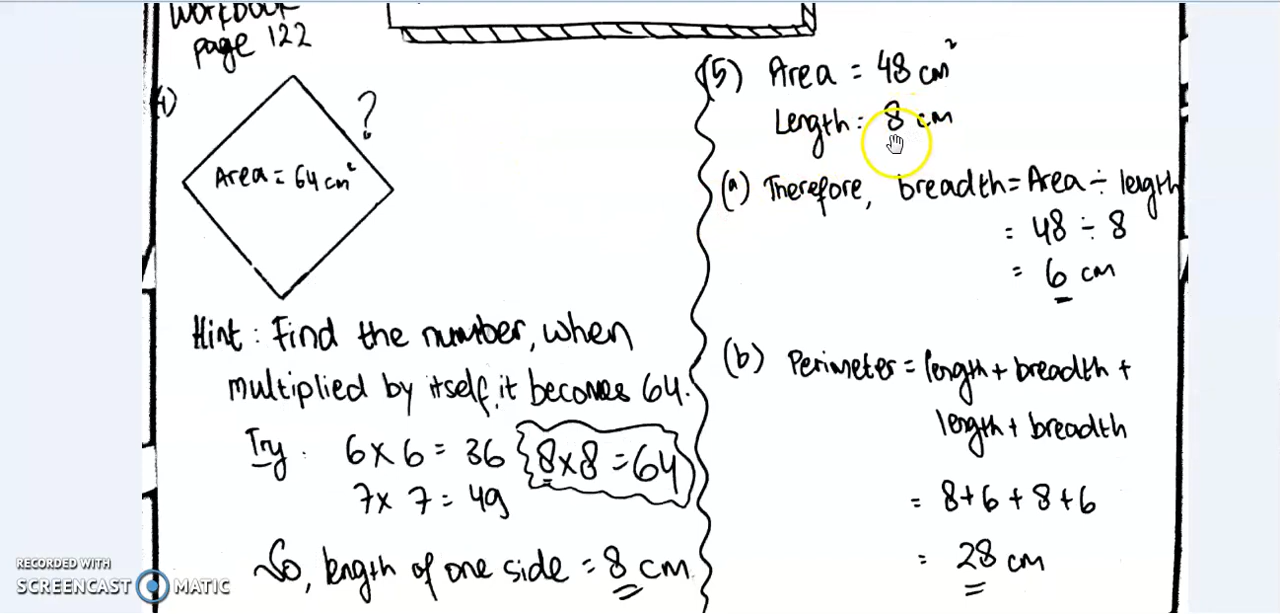 Workbook
page 122
4)
?
Area = 64 cm²
Hint : Find the number, when
multiplied by itself, it becomes 64.
Try : 6 x 6 = 36 8 x 8 = 64
7 x 7 = 49
So, length of one side = 8 cm
(5) Area = 48 cm²
Length : 8 cm
(a) Therefore, breadth = Area ÷ length
= 48 ÷ 8
= 6 cm
(b) Perimeter = length + breadth +
length + breadth
= 8 + 6 + 8 + 6
= 28 cm
RECORDED WITH
SCREENCAST MATIC